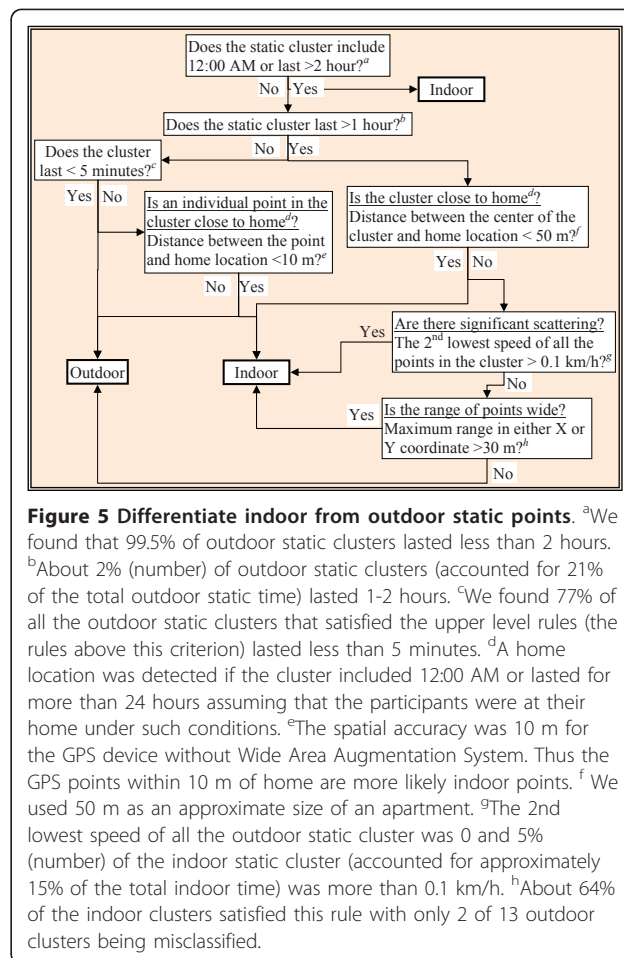 Does the static cluster include
12:00 AM or last >2 hour?a
No Yes
Indoor
Does the static cluster last >1 hour?b
No Yes
Does the cluster
last < 5 minutes?c
Yes No
Is an individual point in the
cluster close to homed?
Distance between the point
and home location <10 m?e
Is the cluster close to homed?
Distance between the center of the
cluster and home location < 50 m?f
No Yes
Yes No
Are there significant scattering?
The 2nd lowest speed of all the
points in the cluster > 0.1 km/h?g
Yes
No
Outdoor
Indoor
Is the range of points wide?
Maximum range in either X or
Y coordinate >30 m?h
Yes
No
Figure 5 Differentiate indoor from outdoor static points. aWe
found that 99.5% of outdoor static clusters lasted less than 2 hours.
bAbout 2% (number) of outdoor static clusters (accounted for 21%
of the total outdoor static time) lasted 1-2 hours. cWe found 77% of
all the outdoor static clusters that satisfied the upper level rules (the
rules above this criterion) lasted less than 5 minutes. dA home
location was detected if the cluster included 12:00 AM or lasted for
more than 24 hours assuming that the participants were at their
home under such conditions. eThe spatial accuracy was 10 m for
the GPS device without Wide Area Augmentation System. Thus the
GPS points within 10 m of home are more likely indoor points. f We
used 50 m as an approximate size of an apartment. gThe 2nd
lowest speed of all the outdoor static cluster was 0 and 5%
(number) of the indoor static cluster (accounted for approximately
15% of the total indoor time) was more than 0.1 km/h. hAbout 64%
of the indoor clusters satisfied this rule with only 2 of 13 outdoor
clusters being misclassified.